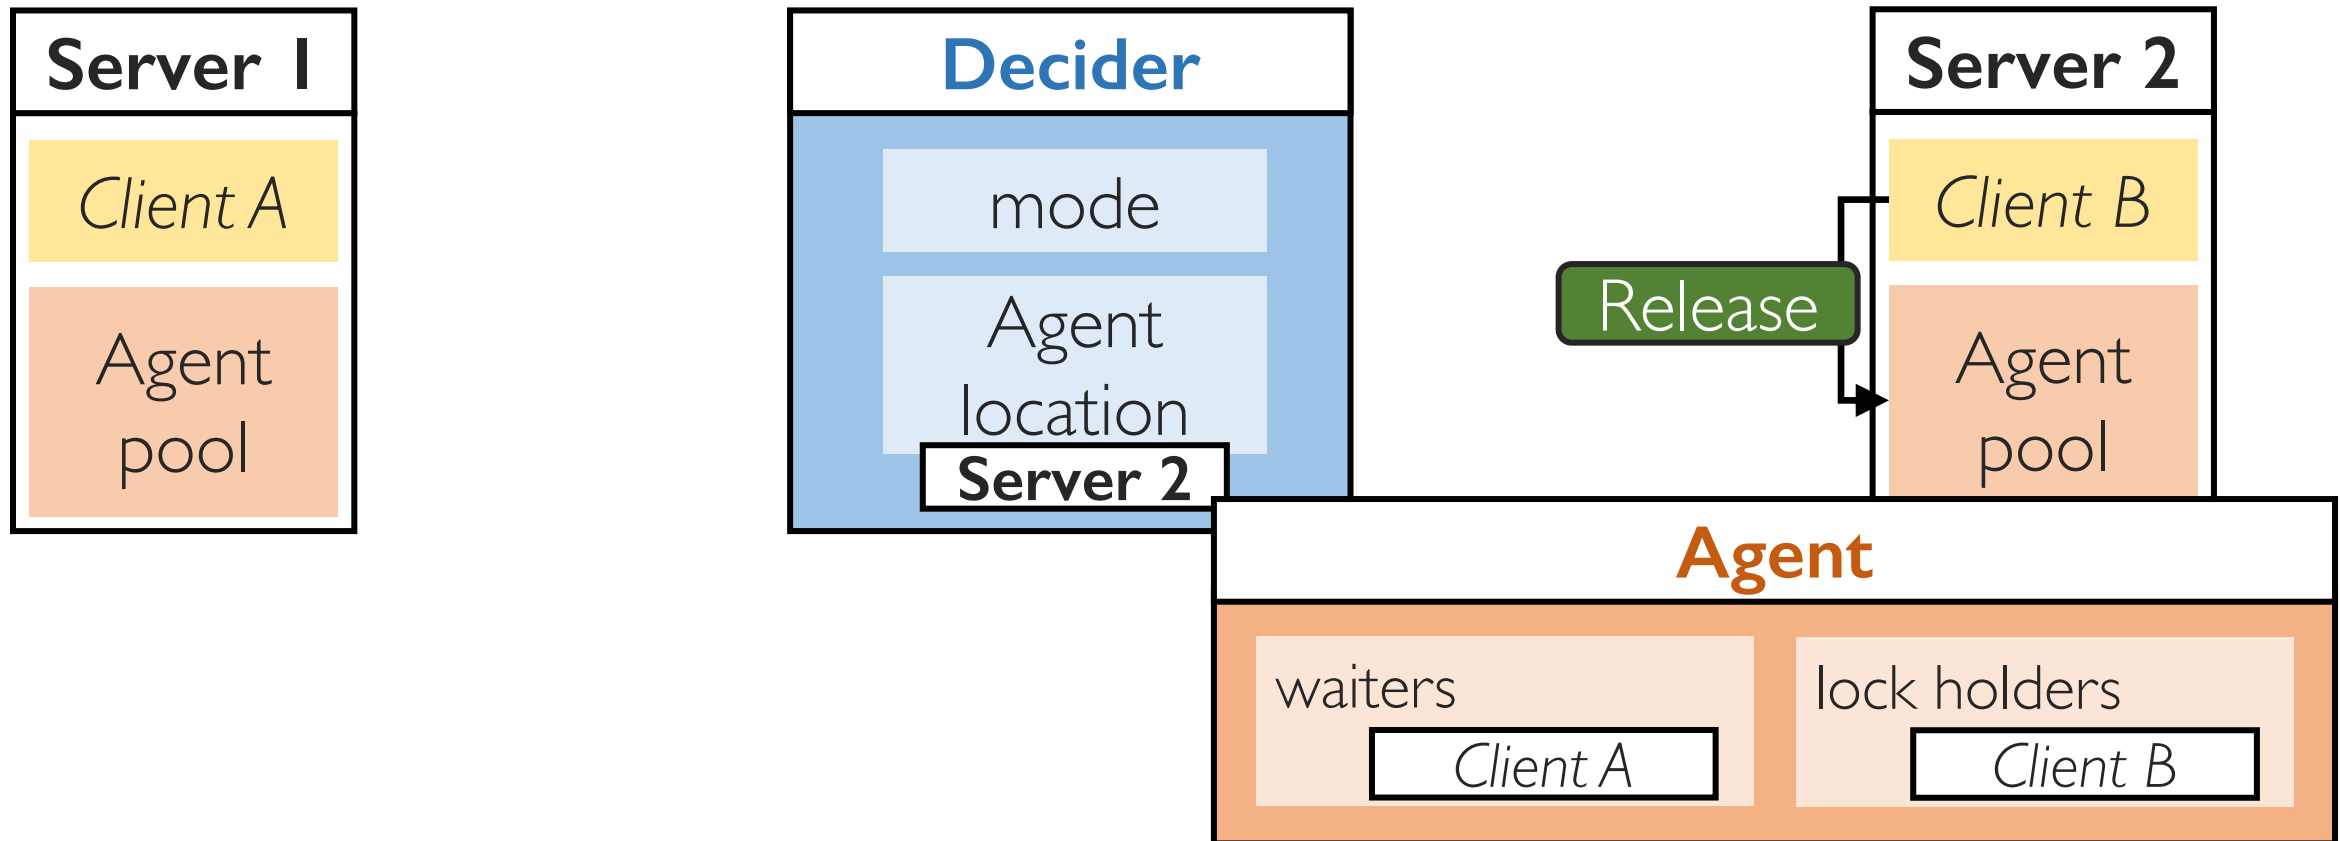 Server 1
Client A
Agent
pool
Decider
mode
Agent
location
Server 2
Server 2
Client B
Release
Agent
pool
Agent
waiters
Client A
lock holders
Client B